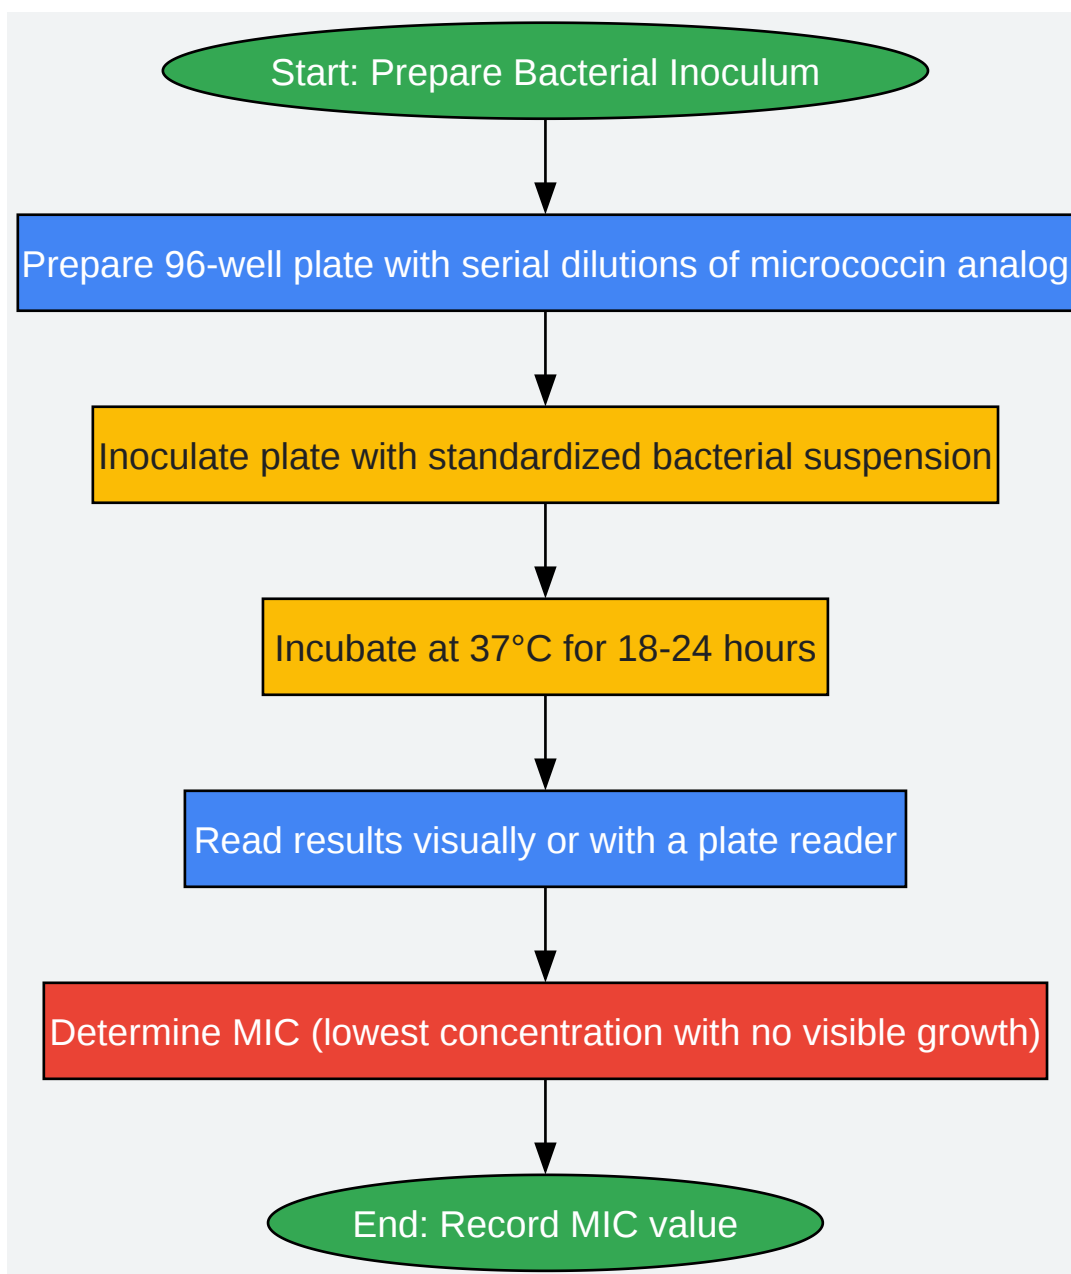 Start: Prepare Bacterial Inoculum
Prepare 96-well plate with serial dilutions of micrococcin analog
Inoculate plate with standardized bacterial suspension
Incubate at 37°C for 18-24 hours
Read results visually or with a plate reader
Determine MIC (lowest concentration with no visible growth)
End: Record MIC value